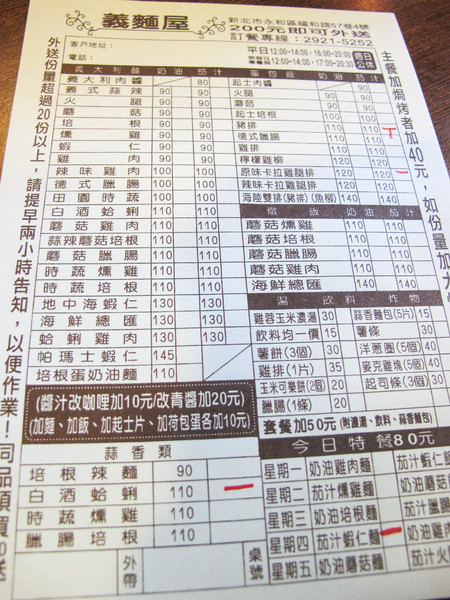 義麵屋
新北市永和區福和路57巷4號
200元即可外送
訂餐專線：2921-5252
客戶地址：
電話：
平日12:00~14:00，16:00~20:00
週日公休
義大利麵 奶油 茄汁
義大利肉醬 80
義式蒜辣 90 90
火腿 90 90
蘑菇 90 90
培根 90 90
燻雞 90 90
蝦仁 90 90
雞肉 90 90
辣味雞肉 100 100
德式臘腸 100 100
田園時蔬 100 100
白酒蛤蜊 110 110
蘑菇雞肉 110 110
蒜辣蘑菇培根 110 110
蘑菇臘腸 110 110
時蔬燻雞 110 110
時蔬培根 110 110
地中海蝦仁 130 130
海鮮總匯 130 130
蛤蜊雞肉 130 130
帕瑪士蝦仁 145
培根蛋奶油麵 110
(醬汁改咖哩加10元/改青醬加20元)
(加麵、加飯、加起士片、加荷包蛋各加10元)
蒜香類
培根辣麵 90
白酒蛤蜊 110
時蔬燻雞 110
臘腸培根 110
外帶
桌號
蛋包飯 奶油 茄汁
起士肉醬
火腿 90
蘑菇 90
起士培根 100
豬排 110
德式臘腸 110
雞排 110
檸檬雞柳 120
原味卡拉雞腿排 120 120
辣味卡拉雞腿排 120 120
海陸雙排(豬排)(魚柳) 140 140
燉飯 奶油 茄汁
蘑菇燻雞 110 110
蘑菇培根 110 110
蘑菇臘腸 110 110
蘑菇雞肉 110 110
海鮮總匯 140 140
湯、飲料、炸物
雞蓉玉米濃湯 30
蒜香麵包(5片) 15
飲料均一價 15
薯條 30
薯餅(3個) 30
洋蔥圈(5個) 40
雞排(1片) 35
麥克雞塊(5個) 40
玉米可樂餅(2個) 20
起司條(3個) 30
臘腸(1條) 20
套餐加50元(附濃湯、飲料、蒜香麵包)
今日特餐80元
星期一 奶油雞肉麵 茄汁蝦仁飯
星期二 茄汁燻雞麵 奶油蘑菇
星期三 奶油培根麵 茄汁臘腸
星期四 茄汁蝦仁麵 奶油雞肉
星期五 奶油蘑菇麵 茄汁火
外送份量超過20份以上，請提早兩小時告知，以便作業！
主餐加焗烤者加40元，如份量加大